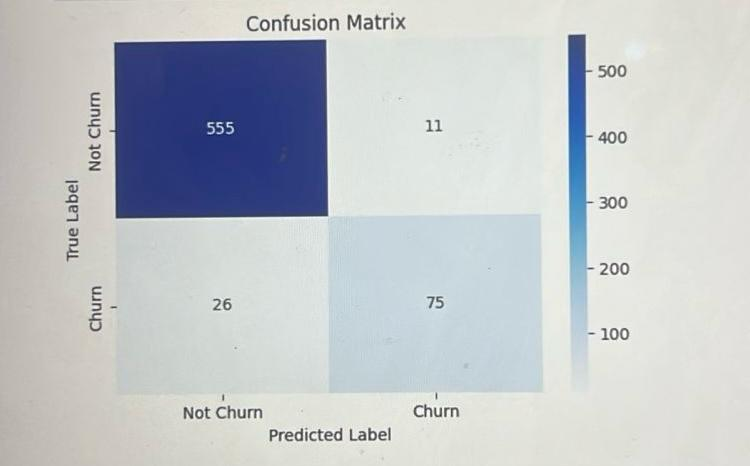 Confusion Matrix
Not Churn
555
11
Churn
26
75
True Label
Not Churn
Churn
Predicted Label
500
400
300
200
100